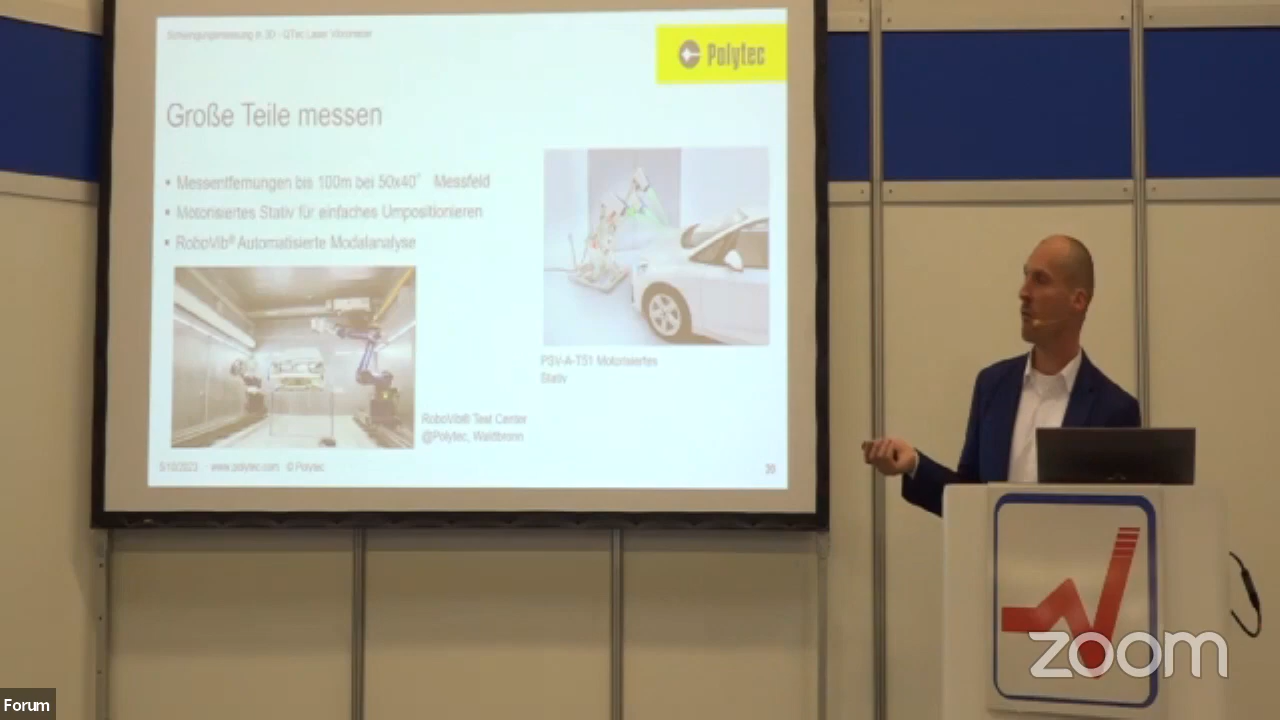 Schwingungsmessung in 3D - QTec Laser Vibrometer
Polytec
Große Teile messen
• Messentfernungen bis 100m bei 50x40° Messfeld
• Motorisiertes Stativ für einfaches Umpositionieren
• RoboVib® Automatisierte Modalanalyse
PSV-A-T51 Motorisiertes
Stativ
RoboVib® Test Center
@Polytec, Waldbronn
5/10/2023 www.polytec.com © Polytec
39
zoom
Forum